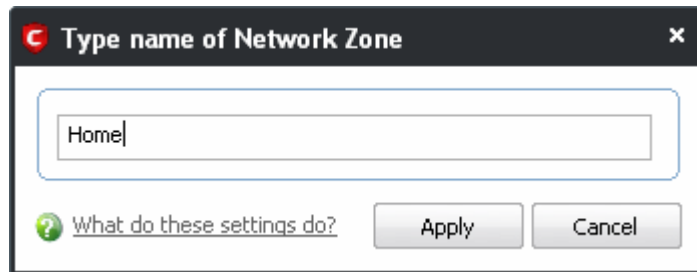 Type name of Network Zone
Home
What do these settings do?
Apply
Cancel